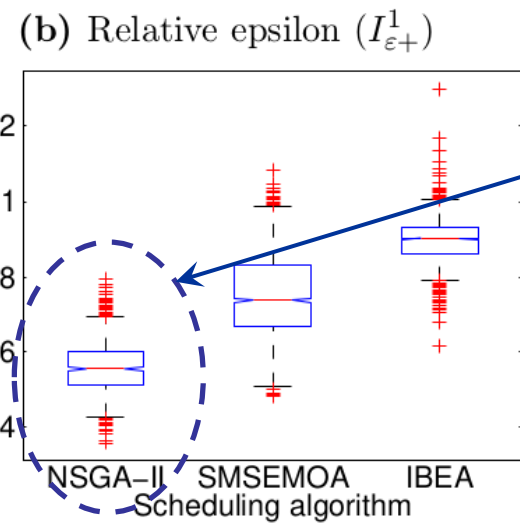 (b) Relative epsilon (I¹ε+)
2
1
8
6
4
NSGA-II SMSEMOA IBEA
Scheduling algorithm